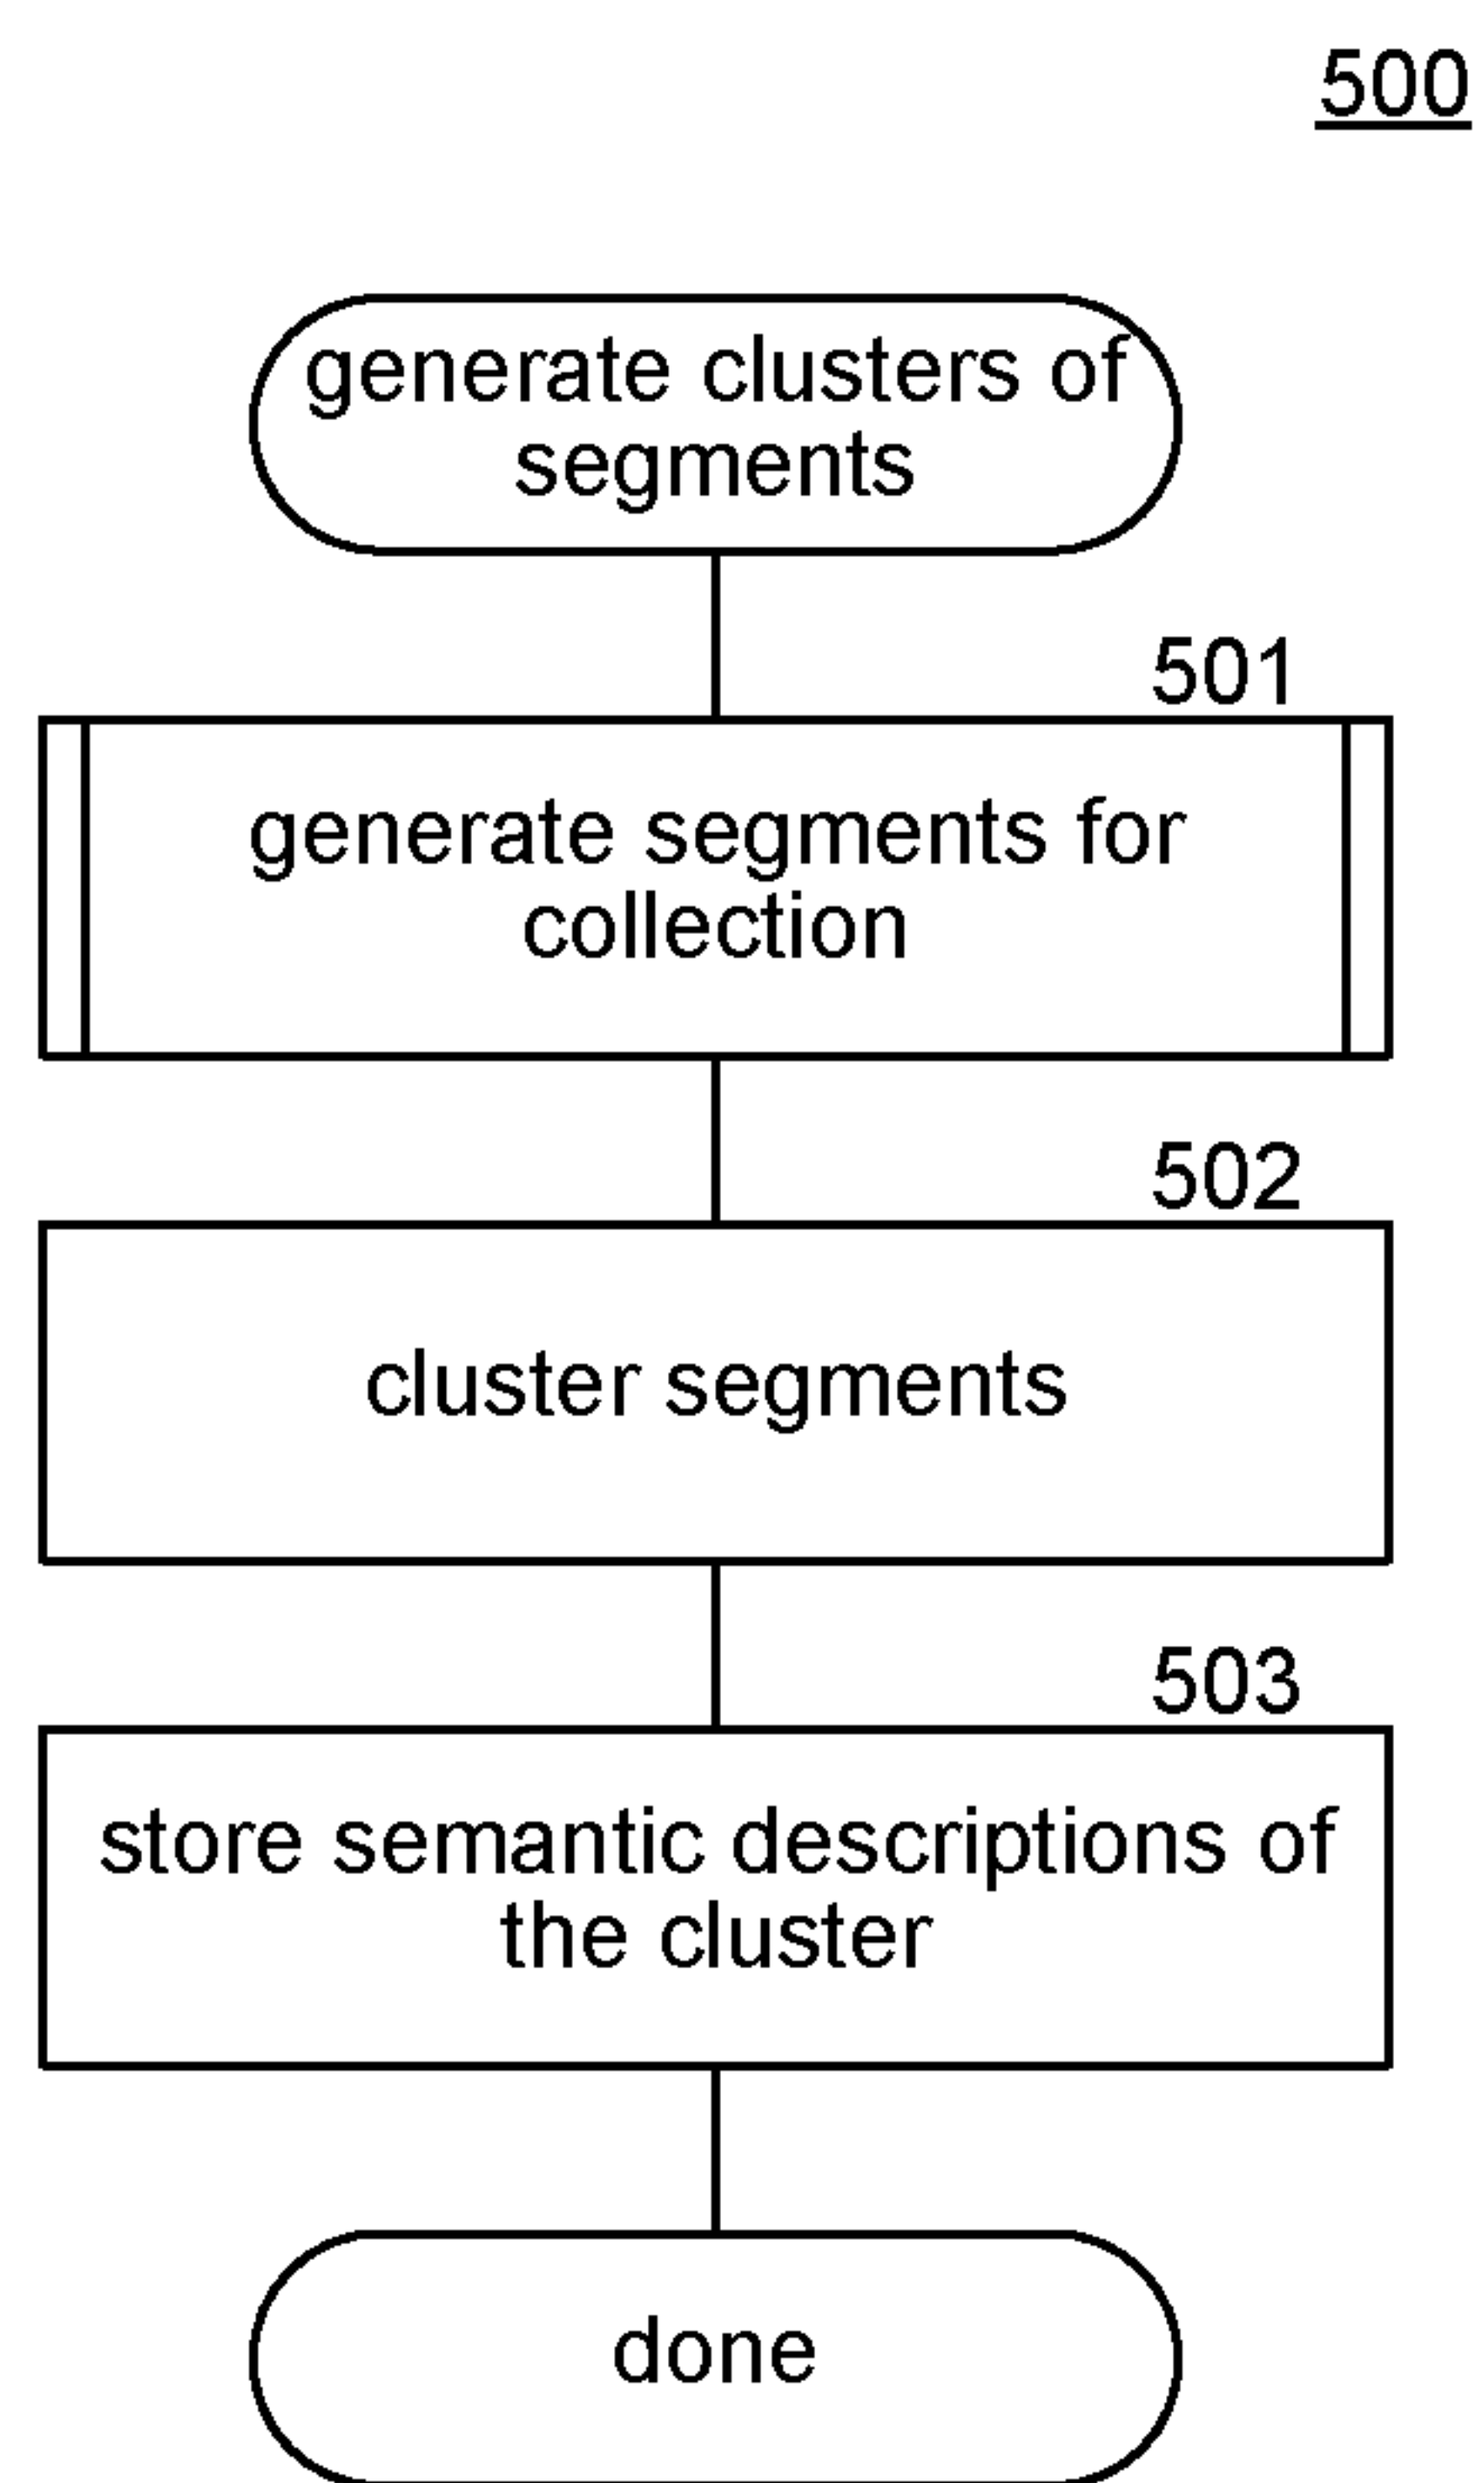 500
generate clusters of
segments
501
generate segments for
collection
502
cluster segments
503
store semantic descriptions of
the cluster
done